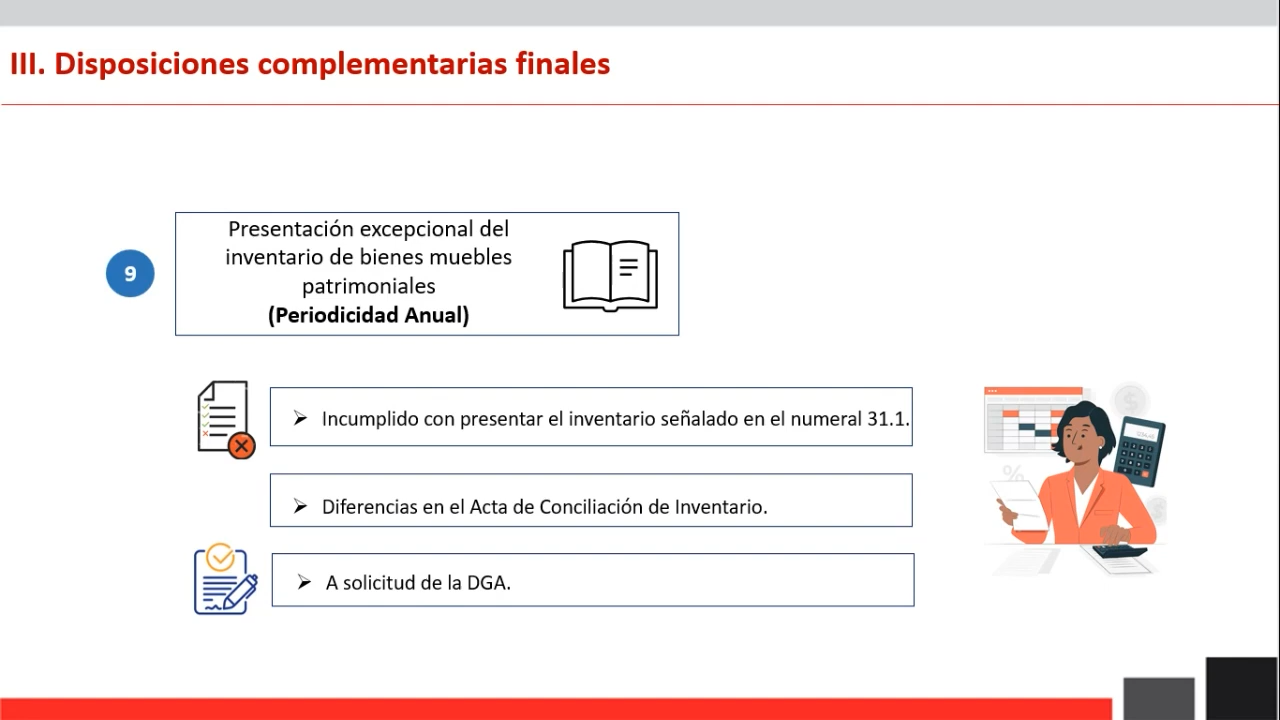 III. Disposiciones complementarias finales
9
Presentación excepcional del
inventario de bienes muebles
patrimoniales
(Periodicidad Anual)
➢ Incumplido con presentar el inventario señalado en el numeral 31.1.
➢ Diferencias en el Acta de Conciliación de Inventario.
➢ A solicitud de la DGA.